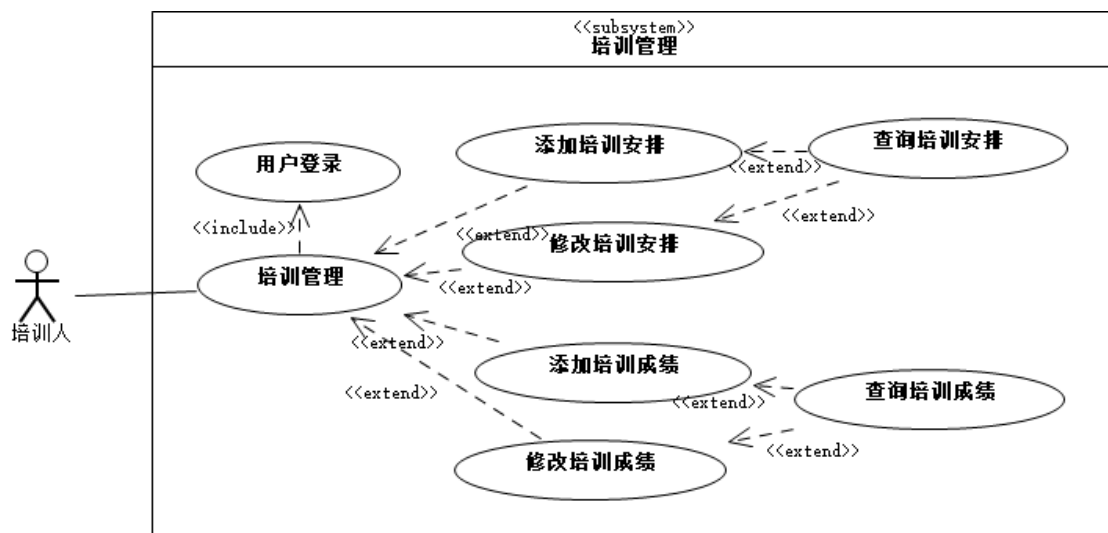 <<subsystem>>
培训管理
添加培训安排
查询培训安排
用户登录
<<extend>>
<<extend>>
<<include>>
<<extend>>
修改培训安排
培训管理
<<extend>>
培训人
<<extend>>
添加培训成绩
查询培训成绩
<<extend>>
<<extend>>
<<extend>>
修改培训成绩